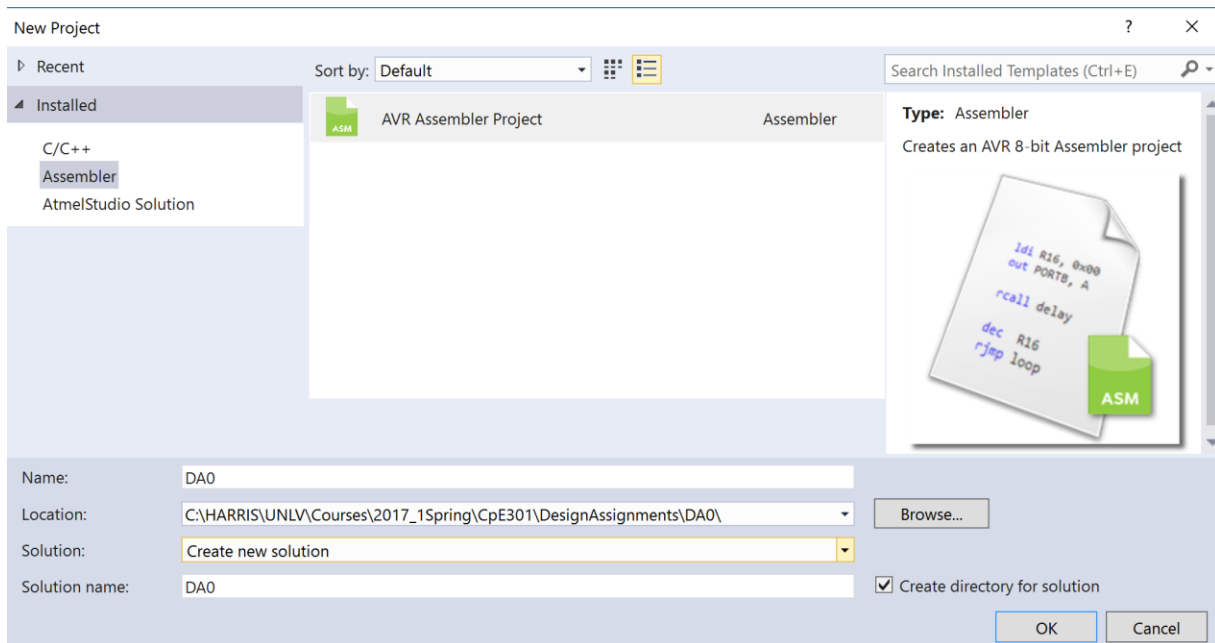 New Project
?
Recent
Sort by: Default
Search Installed Templates (Ctrl+E)
Installed
C/C++
Assembler
AtmelStudio Solution
ASM
AVR Assembler Project
Assembler
Type: Assembler
Creates an AVR 8-bit Assembler project
ldi R16, 0x00
out PORTB, A
rcall delay
dec R16
rjmp loop
ASM
Name:
DA0
Location:
C:\HARRIS\UNLV\Courses\2017_1Spring\CpE301\DesignAssignments\DA0\
Browse...
Solution:
Create new solution
Solution name:
DA0
Create directory for solution
OK
Cancel